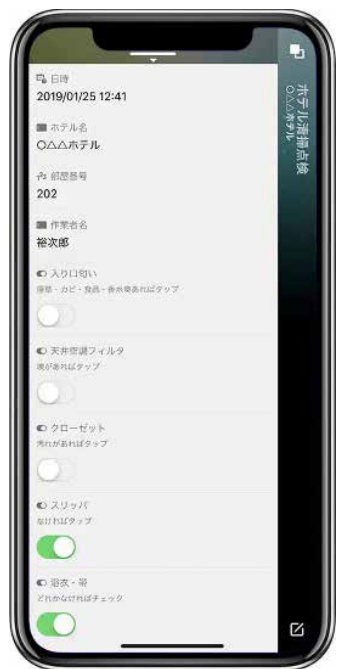 日時
2019/01/25 12:41
ホテル名
○△△ホテル
部屋番号
202
作業者名
裕次郎
入り口匂い
煙草・カビ・食品・香水臭あればタップ
天井空調フィルタ
埃があればタップ
クローゼット
汚れがあればタップ
スリッパ
なければタップ
浴衣・帯
どれかなければチェック
ホテル清掃点検
○△△ホテル